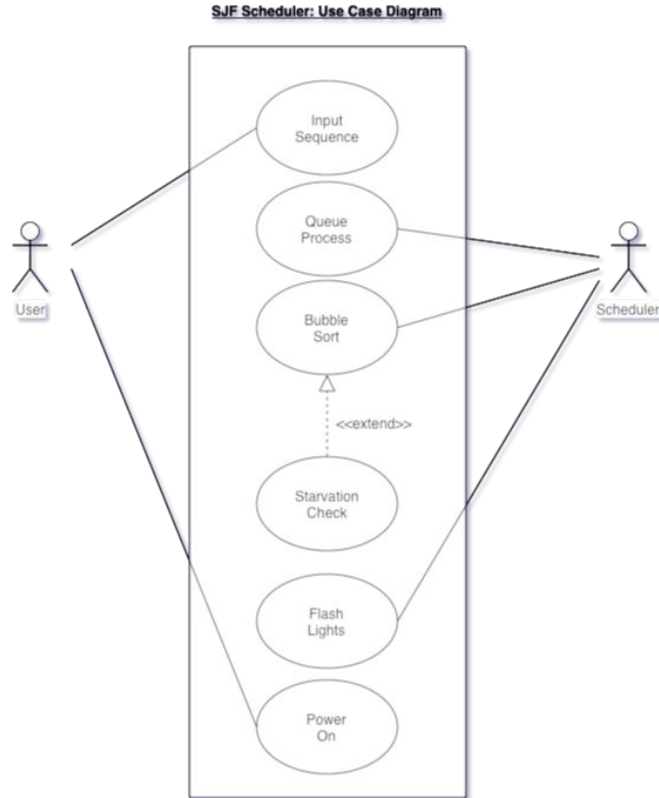 SJF Scheduler: Use Case Diagram
Input
Sequence
Queue
Process
Bubble
Sort
User
Scheduler
<<extend>>
Starvation
Check
Flash
Lights
Power
On